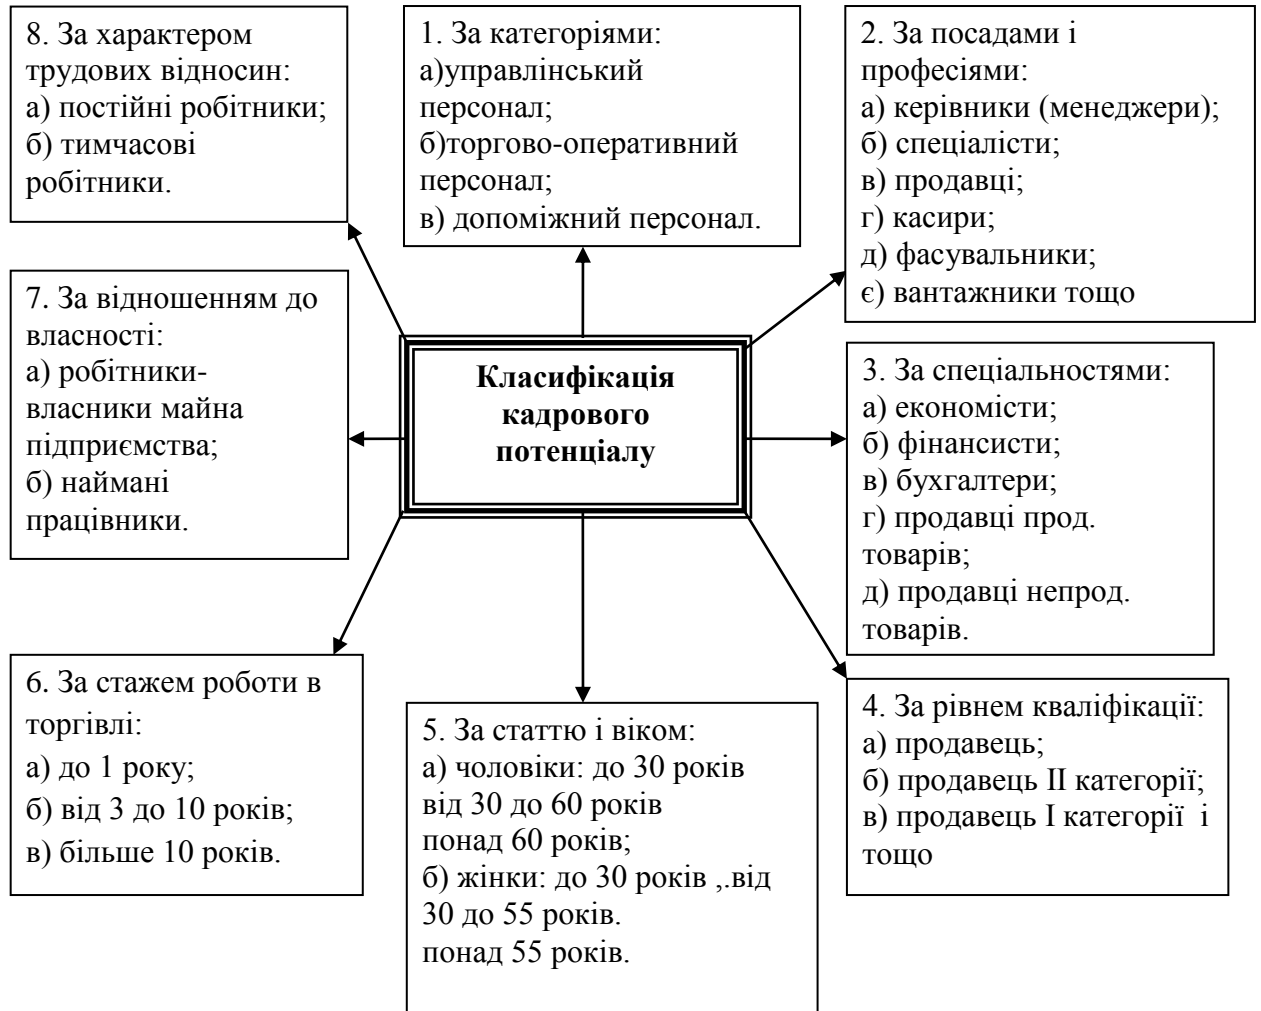 8. За характером
трудових відносин:
а) постійні робітники;
б) тимчасові
робітники.
1. За категоріями:
а)управлінський
персонал;
б)торгово-оперативний
персонал;
в) допоміжний персонал.
2. За посадами і
професіями:
а) керівники (менеджери);
б) спеціалісти;
в) продавці;
г) касири;
д) фасувальники;
є) вантажники тощо
7. За відношенням до
власності:
а) робітники-
власники майна
підприємства;
б) наймані
працівники.
Класифікація
кадрового
потенціалу
3. За спеціальностями:
а) економісти;
б) фінансисти;
в) бухгалтери;
г) продавці прод.
товарів;
д) продавці непрод.
товарів.
6. За стажем роботи в
торгівлі:
а) до 1 року;
б) від 3 до 10 років;
в) більше 10 років.
5. За статтю і віком:
а) чоловіки: до 30 років
від 30 до 60 років
понад 60 років;
б) жінки: до 30 років ,.від
30 до 55 років.
понад 55 років.
4. За рівнем кваліфікації:
а) продавець;
б) продавець ІІ категорії;
в) продавець І категорії  і
тощо